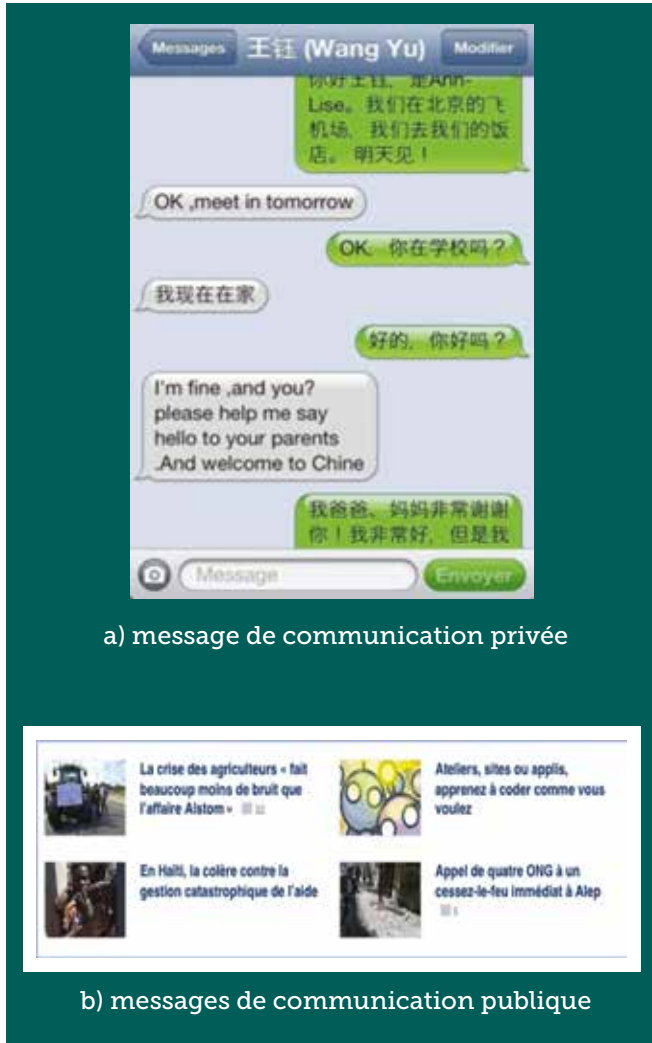 Messages
王钰 (Wang Yu)
Modifier
你好王钰, 是Ann-
Lise。我们在北京的飞
机场, 我们去我们的饭
店。 明天见！
OK ,meet in tomorrow
OK, 你在学校吗？
我现在在家
好的, 你好吗？
I'm fine ,and you?
please help me say
hello to your parents
.And welcome to Chine
我爸爸、妈妈非常谢谢
你！我非常好, 但是我
Message
Envoyer
a) message de communication privée
La crise des agriculteurs « fait
beaucoup moins de bruit que
l'affaire Alstom »
Ateliers, sites ou applis,
apprenez à coder comme vous
voulez
En Haïti, la colère contre la
gestion catastrophique de l'aide
Appel de quatre ONG à un
cessez-le-feu immédiat à Alep
b) messages de communication publique